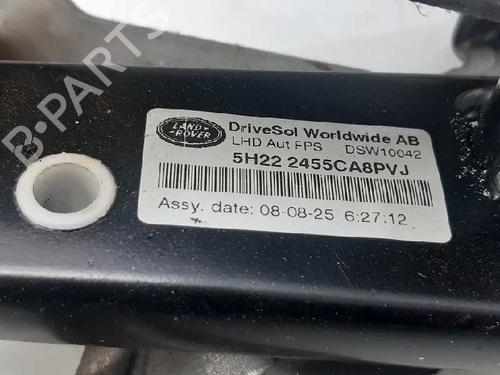 B-PARTS
LAND
ROVER
DriveSol Worldwide AB
LHD Aut FPS DSW10042
5H22 2455CA8PVJ
Assy. date: 08-08-25 6:27:12